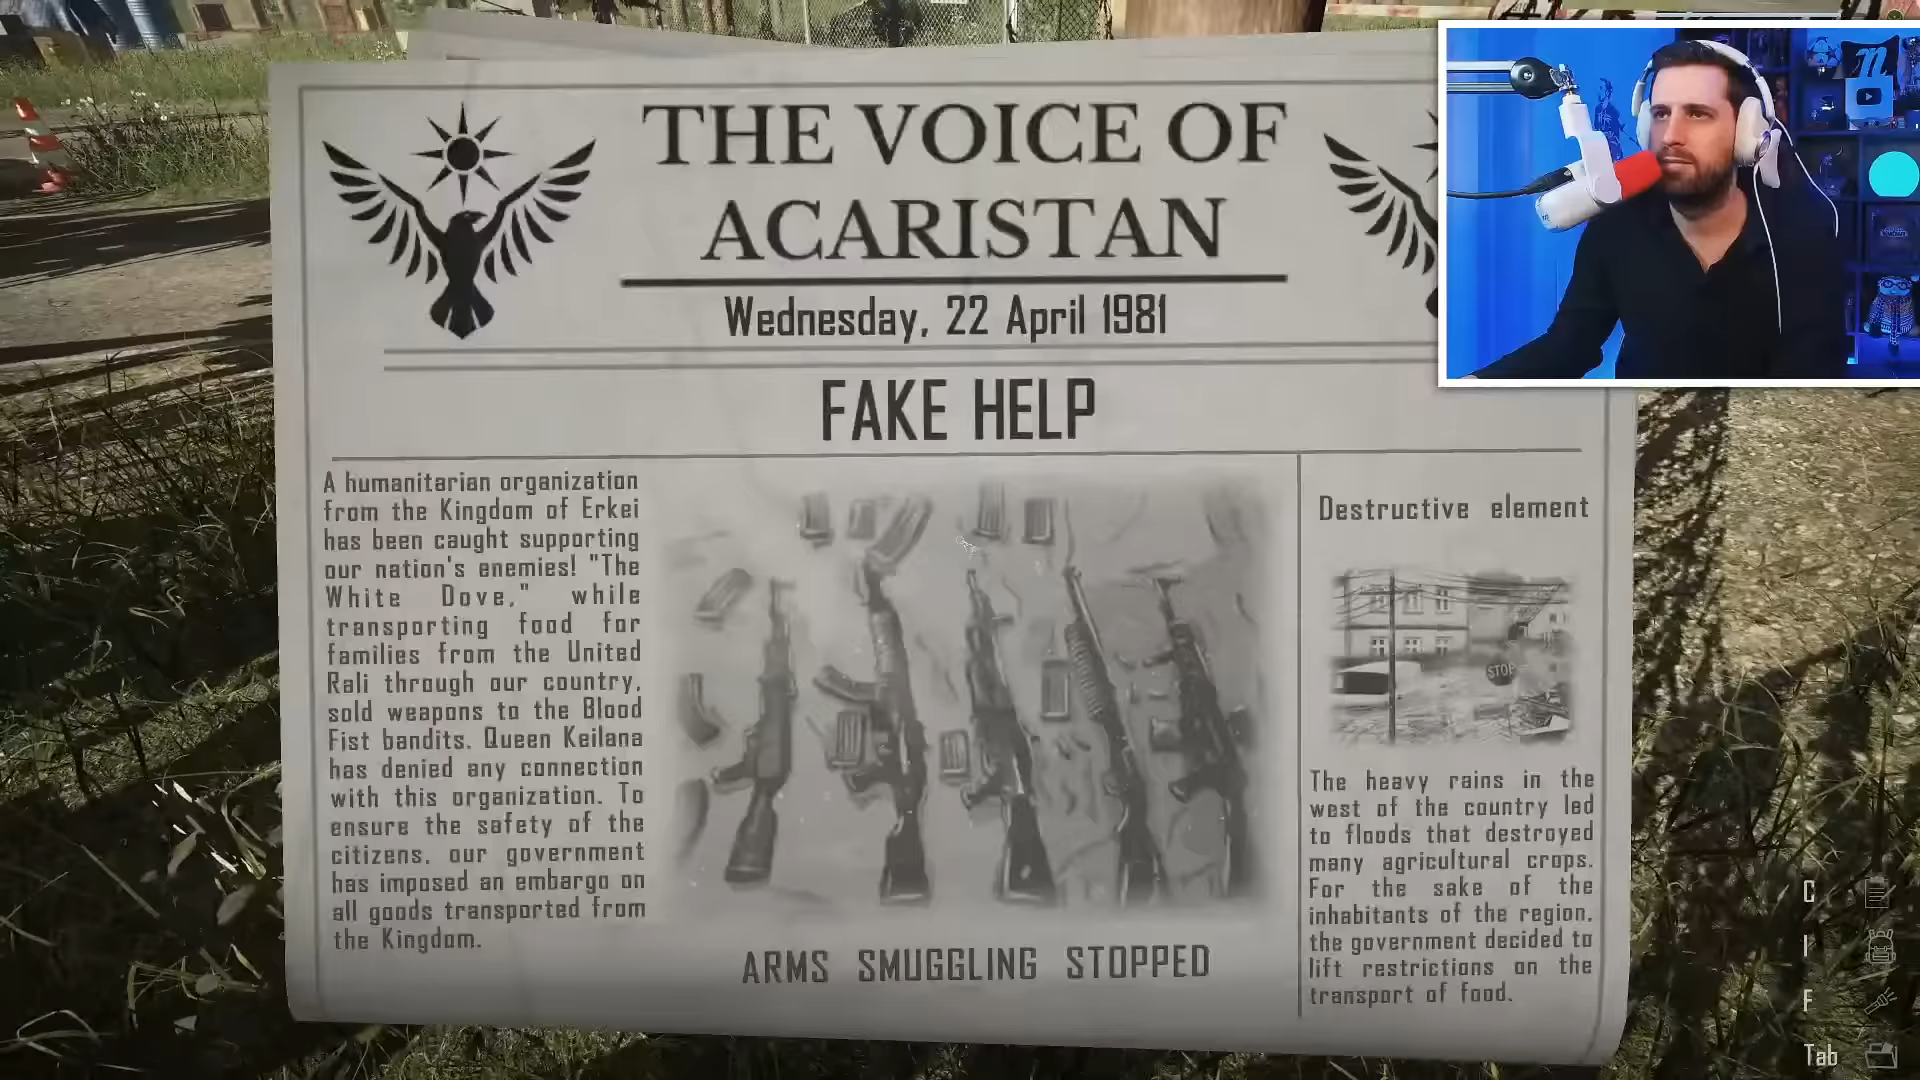 THE VOICE OF
ACARISTAN
Wednesday, 22 April 1981
FAKE HELP
A humanitarian organization
from the Kingdom of Erkei
has been caught supporting
our nation's enemies! "The
White Dove," while
transporting food for
families from the United
Rali through our country,
sold weapons to the Blood
Fist bandits. Queen Keilana
has denied any connection
with this organization. To
ensure the safety of the
citizens, our government
has imposed an embargo on
all goods transported from
the Kingdom.
ARMS SMUGGLING STOPPED
Destructive element
STOP
The heavy rains in the
west of the country led
to floods that destroyed
many agricultural crops.
For the sake of the
inhabitants of the region,
the government decided to
lift restrictions on the
transport of food.
C
I
F
Tab